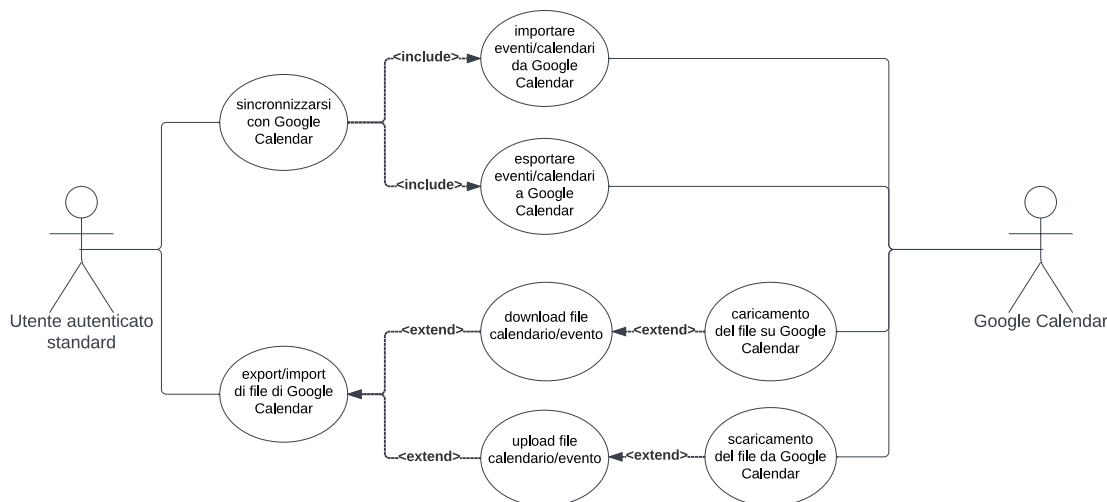 importare
eventi/calendari
da Google
Calendar
<include>
sincronnizzarsi
con Google
Calendar
<include>
esportare
eventi/calendari
a Google
Calendar
Utente autenticato
standard
Google Calendar
<extend>
download file
calendario/evento
<extend>
caricamento
del file su Google
Calendar
export/import
di file di Google
Calendar
<extend>
upload file
calendario/evento
<extend>
scaricamento
del file da Google
Calendar